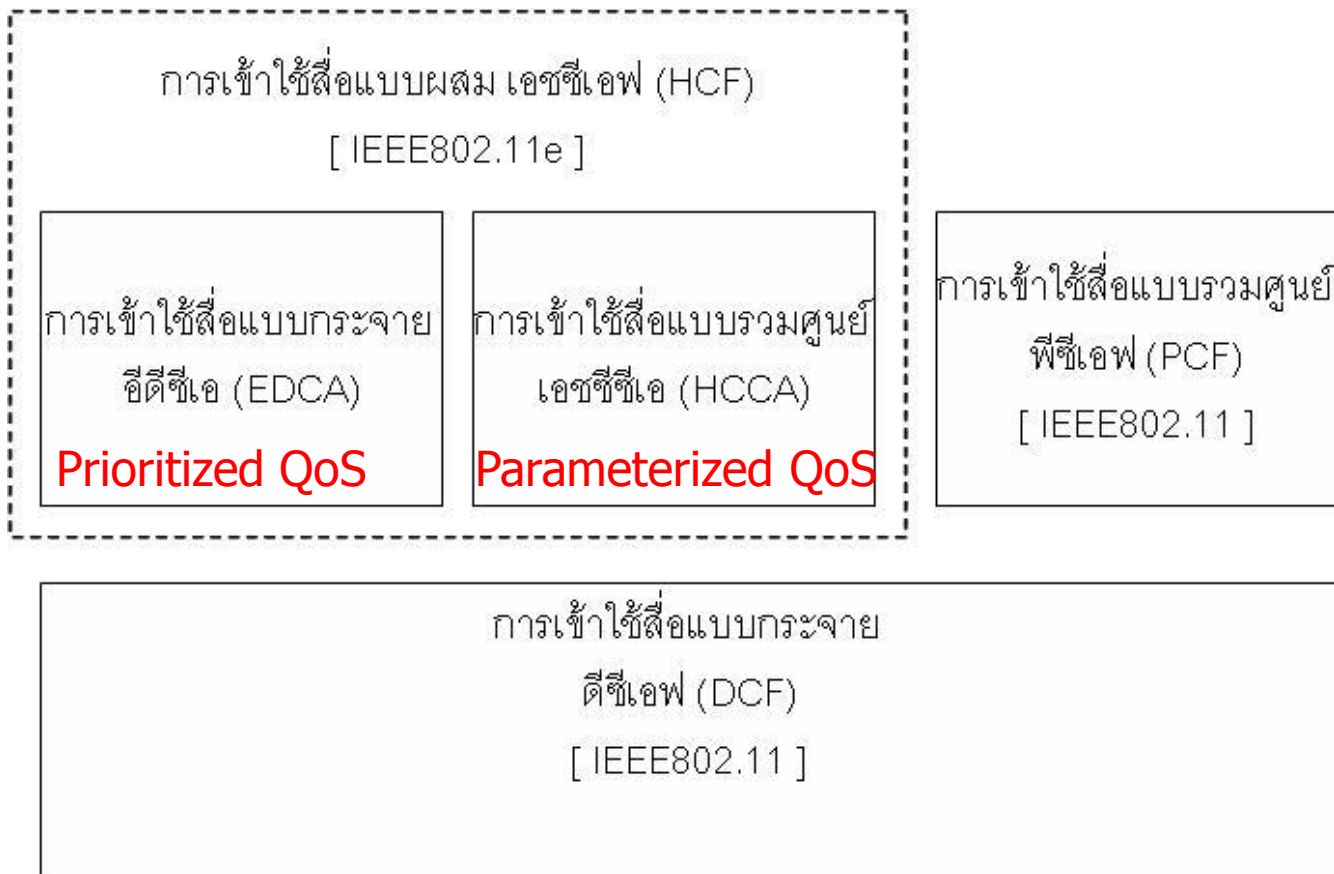 การเข้าใช้สื่อแบบผสม เอชซีเอฟ (HCF)
[ IEEE802.11e ]
การเข้าใช้สื่อแบบกระจาย
อีดีซีเอ (EDCA)
Prioritized QoS
การเข้าใช้สื่อแบบรวมศูนย์
เอชซีซีเอ (HCCA)
Parameterized QoS
การเข้าใช้สื่อแบบรวมศูนย์
พีซีเอฟ (PCF)
[ IEEE802.11 ]
การเข้าใช้สื่อแบบกระจาย
ดีซีเอฟ (DCF)
[ IEEE802.11 ]